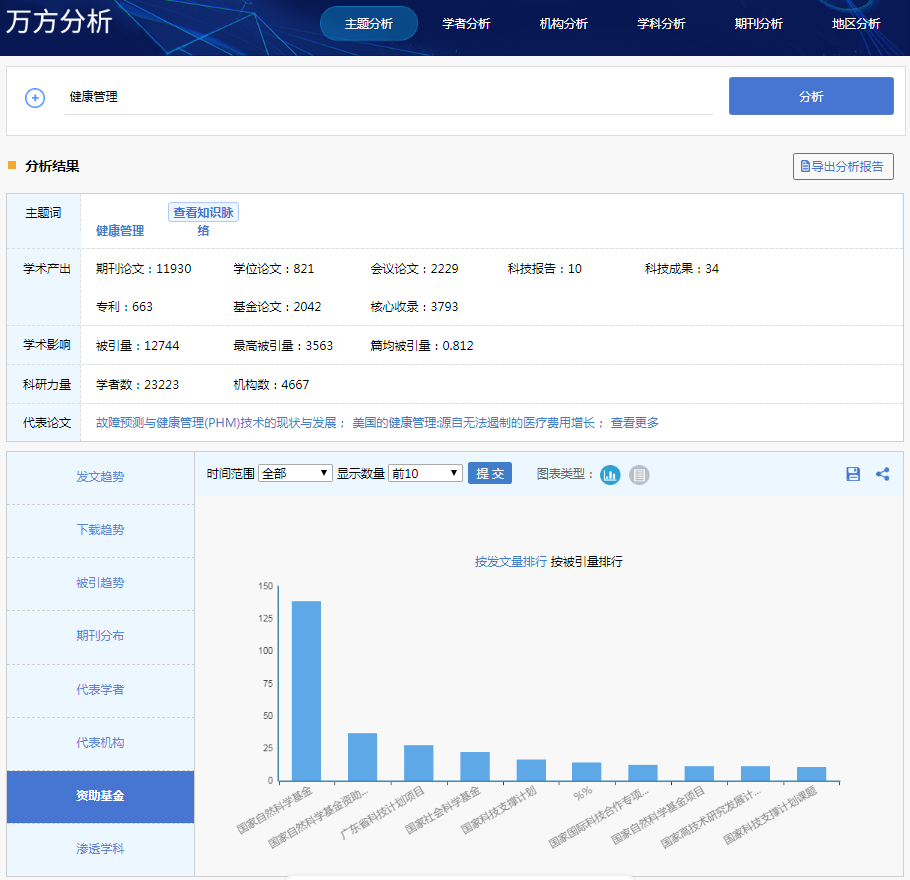 万方分析
主题分析 学者分析 机构分析 学科分析 期刊分析 地区分析
健康管理
分析
分析结果
导出分析报告
主题词
健康管理
查看知识脉
络
学术产出
期刊论文：11930 学位论文：821 会议论文：2229 科技报告：10 科技成果：34
专利：663 基金论文：2042 核心收录：3793
学术影响
被引量：12744 最高被引量：3563 篇均被引量：0.812
科研力量
学者数：23223 机构数：4667
代表论文
故障预测与健康管理(PHM)技术的现状与发展； 美国的健康管理:源自无法遏制的医疗费用增长； 查看更多
发文趋势
下载趋势
被引趋势
期刊分布
代表学者
代表机构
资助基金
渗透学科
时间范围 全部 显示数量 前10 提交 图表类型：
按发文量排行 按被引量排行
150
125
100
75
50
25
0
国家自然科学基金
国家自然科学基金资助...
广东省科技计划项目
国家社会科学基金
国家科技支撑计划
%%
国家国际科技合作专项...
国家自然科学基金项目
国家高技术研究发展计...
国家科技支撑计划课题